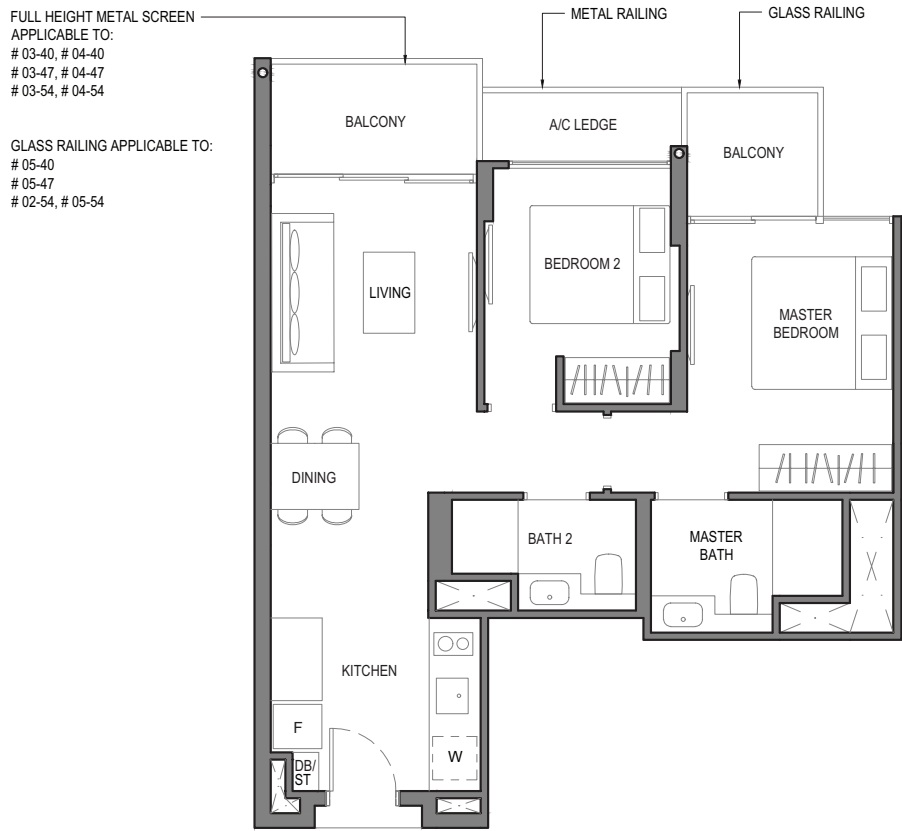 FULL HEIGHT METAL SCREEN
APPLICABLE TO:
# 03-40, # 04-40
# 03-47, # 04-47
# 03-54, # 04-54
GLASS RAILING APPLICABLE TO:
# 05-40
# 05-47
# 02-54, # 05-54
METAL RAILING
GLASS RAILING
BALCONY
A/C LEDGE
BALCONY
LIVING
BEDROOM 2
MASTER
BEDROOM
DINING
BATH 2
MASTER
BATH
KITCHEN
F
DB/
ST
W